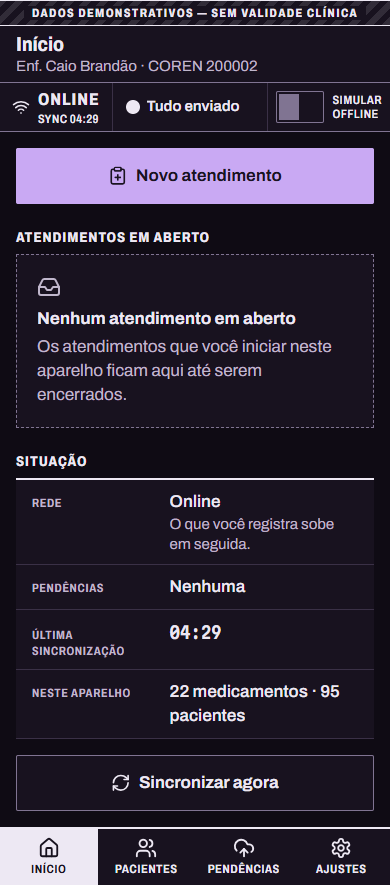 DADOS DEMONSTRATIVOS — SEM VALIDADE CLÍNICA
Início
Enf. Caio Brandão · COREN 200002
ONLINE
SYNC 04:29
Tudo enviado
SIMULAR
OFFLINE
Novo atendimento
ATENDIMENTOS EM ABERTO
Nenhum atendimento em aberto
Os atendimentos que você iniciar neste
aparelho ficam aqui até serem
encerrados.
SITUAÇÃO
REDE
Online
O que você registra sobe
em seguida.
PENDÊNCIAS
Nenhuma
ÚLTIMA
SINCRONIZAÇÃO
04:29
NESTE APARELHO
22 medicamentos · 95
pacientes
Sincronizar agora
INÍCIO
PACIENTES
PENDÊNCIAS
AJUSTES